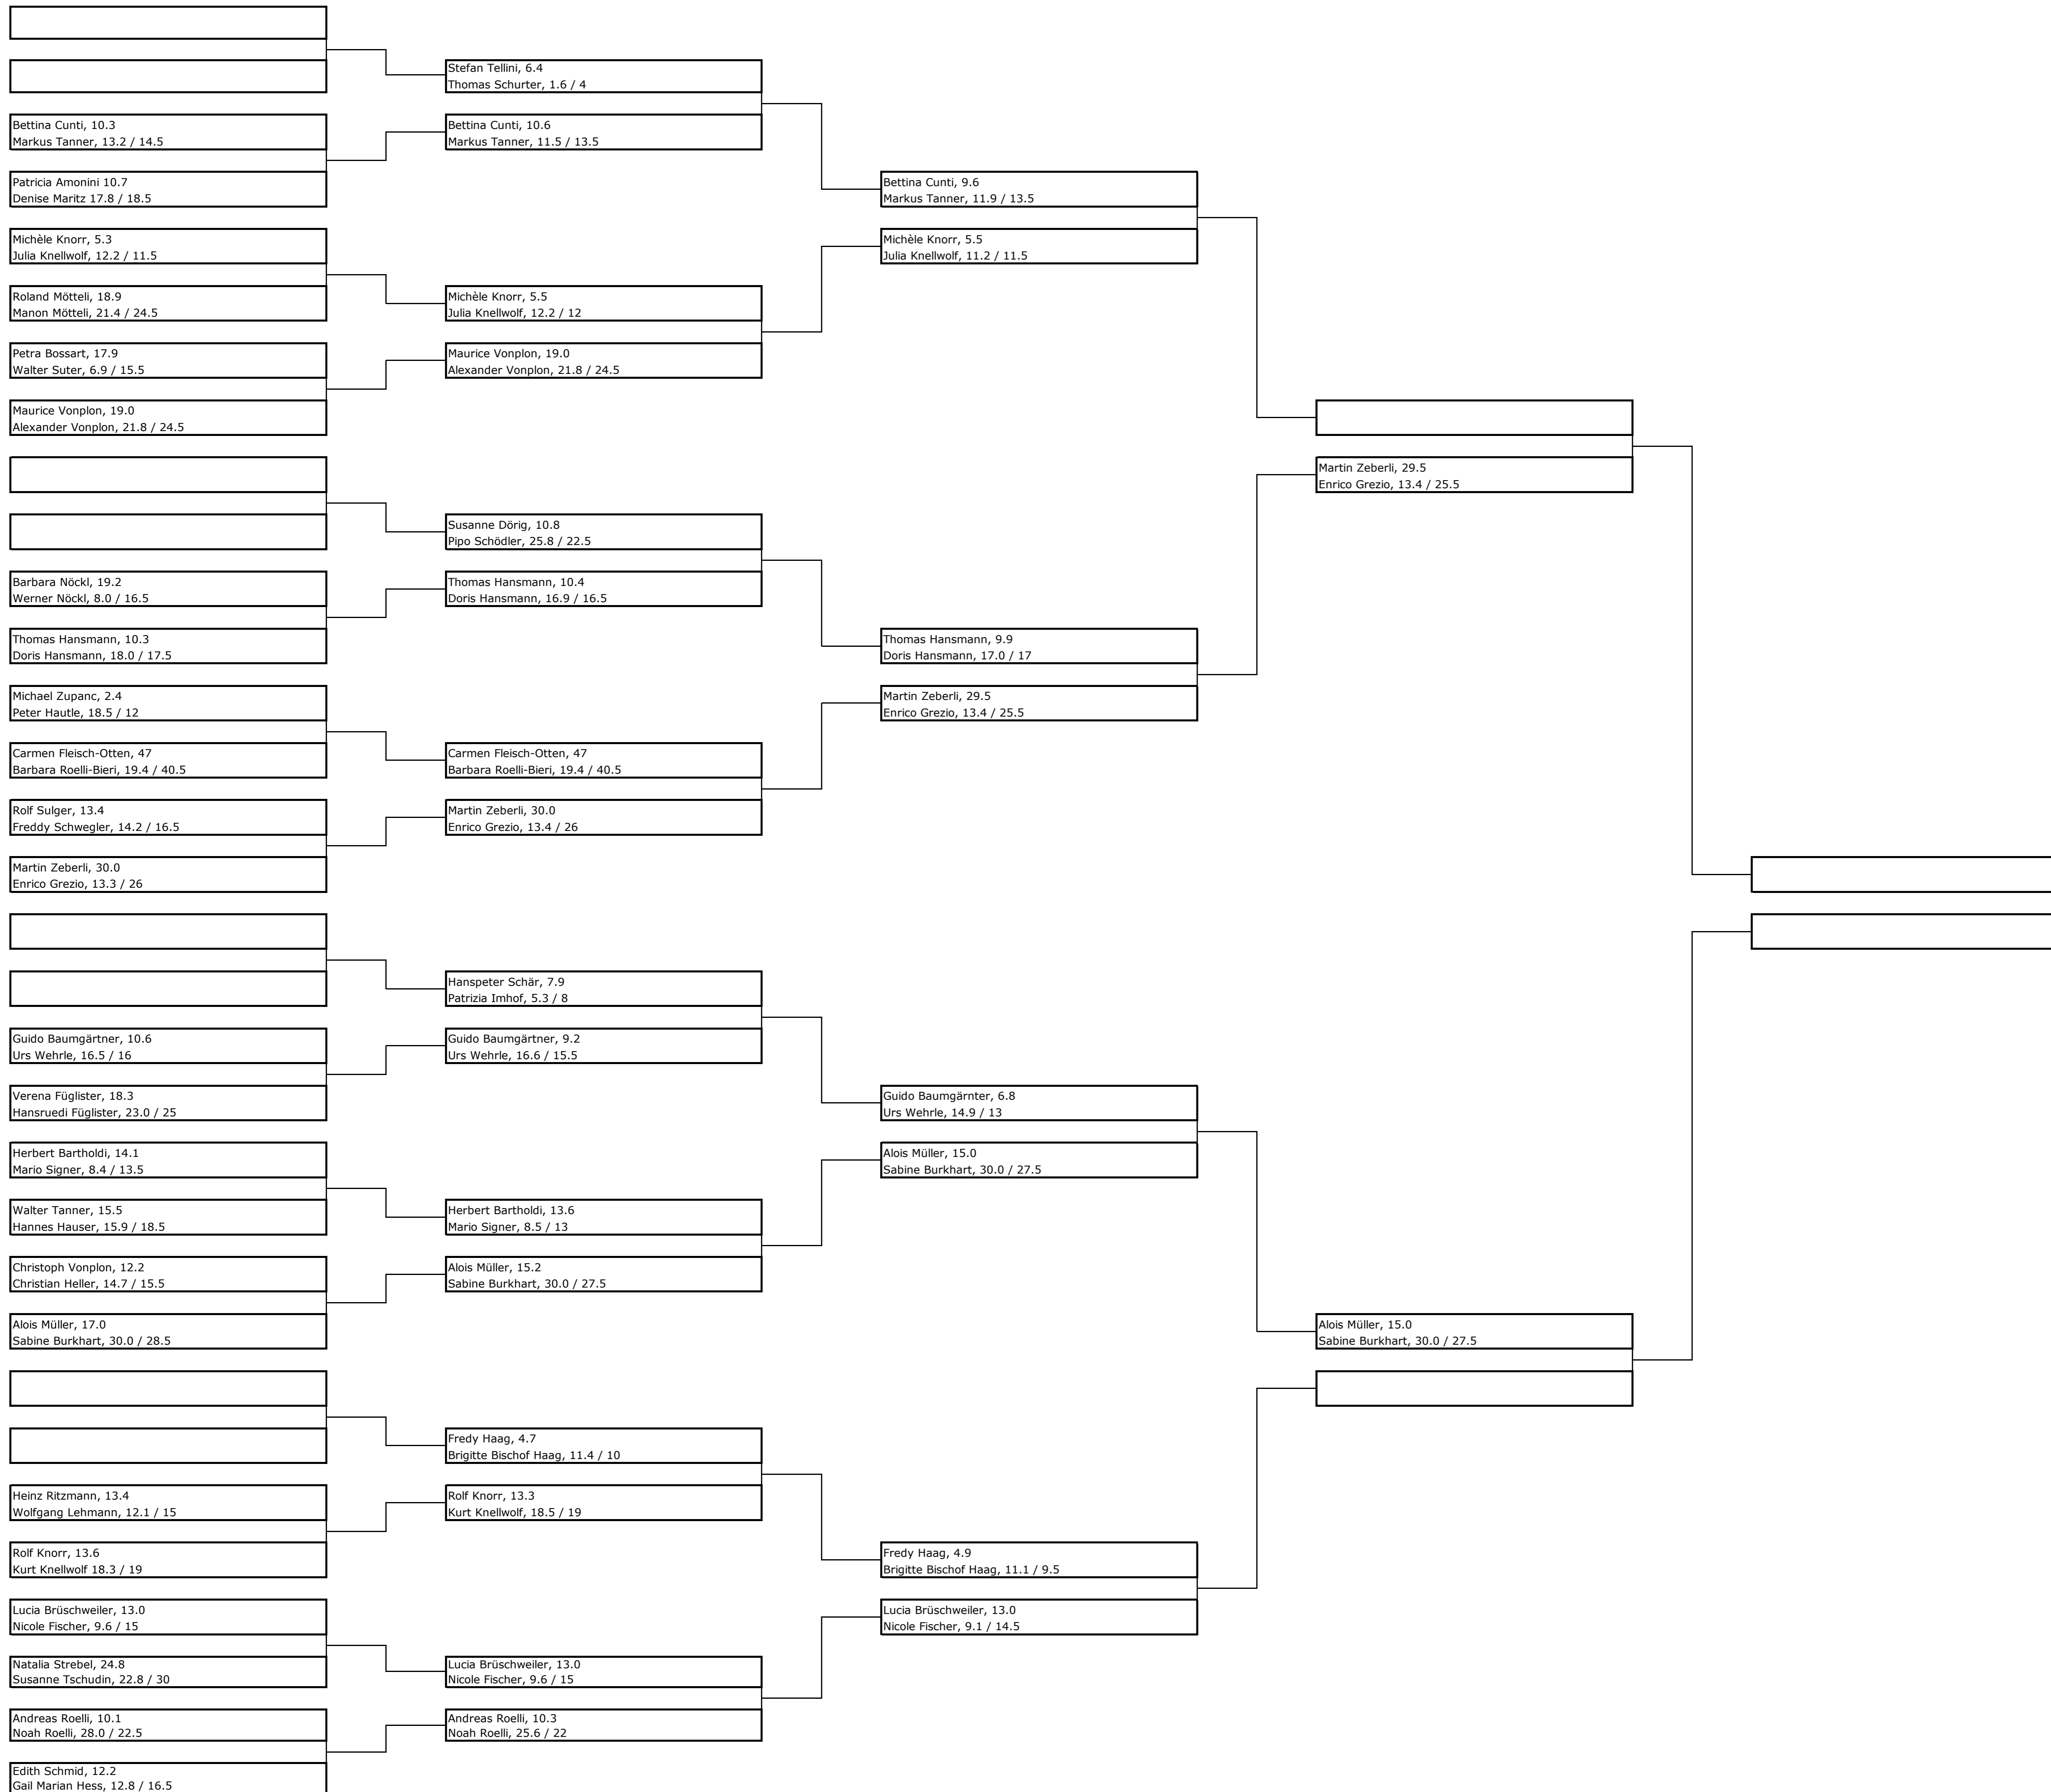 Stefan Tellini, 6.4
Thomas Schurter, 1.6 / 4
Bettina Cunti, 10.3
Markus Tanner, 13.2 / 14.5
Bettina Cunti, 10.6
Markus Tanner, 11.5 / 13.5
Patricia Amonini 10.7
Denise Maritz 17.8 / 18.5
Bettina Cunti, 9.6
Markus Tanner, 11.9 / 13.5
Michèle Knorr, 5.3
Julia Knellwolf, 12.2 / 11.5
Michèle Knorr, 5.5
Julia Knellwolf, 11.2 / 11.5
Roland Mötteli, 18.9
Manon Mötteli, 21.4 / 24.5
Michèle Knorr, 5.5
Julia Knellwolf, 12.2 / 12
Petra Bossart, 17.9
Walter Suter, 6.9 / 15.5
Maurice Vonplon, 19.0
Alexander Vonplon, 21.8 / 24.5
Maurice Vonplon, 19.0
Alexander Vonplon, 21.8 / 24.5
Martin Zeberli, 29.5
Enrico Grezio, 13.4 / 25.5
Susanne Dörig, 10.8
Pipo Schödler, 25.8 / 22.5
Barbara Nöckl, 19.2
Werner Nöckl, 8.0 / 16.5
Thomas Hansmann, 10.4
Doris Hansmann, 16.9 / 16.5
Thomas Hansmann, 10.3
Doris Hansmann, 18.0 / 17.5
Thomas Hansmann, 9.9
Doris Hansmann, 17.0 / 17
Michael Zupanc, 2.4
Peter Hautle, 18.5 / 12
Martin Zeberli, 29.5
Enrico Grezio, 13.4 / 25.5
Carmen Fleisch-Otten, 47
Barbara Roelli-Bieri, 19.4 / 40.5
Carmen Fleisch-Otten, 47
Barbara Roelli-Bieri, 19.4 / 40.5
Rolf Sulger, 13.4
Freddy Schwegler, 14.2 / 16.5
Martin Zeberli, 30.0
Enrico Grezio, 13.4 / 26
Martin Zeberli, 30.0
Enrico Grezio, 13.3 / 26
Hanspeter Schär, 7.9
Patrizia Imhof, 5.3 / 8
Guido Baumgärtner, 10.6
Urs Wehrle, 16.5 / 16
Guido Baumgärtner, 9.2
Urs Wehrle, 16.6 / 15.5
Verena Füglister, 18.3
Hansruedi Füglister, 23.0 / 25
Guido Baumgärnter, 6.8
Urs Wehrle, 14.9 / 13
Herbert Bartholdi, 14.1
Mario Signer, 8.4 / 13.5
Alois Müller, 15.0
Sabine Burkhart, 30.0 / 27.5
Walter Tanner, 15.5
Hannes Hauser, 15.9 / 18.5
Herbert Bartholdi, 13.6
Mario Signer, 8.5 / 13
Christoph Vonplon, 12.2
Christian Heller, 14.7 / 15.5
Alois Müller, 15.2
Sabine Burkhart, 30.0 / 27.5
Alois Müller, 17.0
Sabine Burkhart, 30.0 / 28.5
Alois Müller, 15.0
Sabine Burkhart, 30.0 / 27.5
Fredy Haag, 4.7
Brigitte Bischof Haag, 11.4 / 10
Heinz Ritzmann, 13.4
Wolfgang Lehmann, 12.1 / 15
Rolf Knorr, 13.3
Kurt Knellwolf, 18.5 / 19
Rolf Knorr, 13.6
Kurt Knellwolf 18.3 / 19
Fredy Haag, 4.9
Brigitte Bischof Haag, 11.1 / 9.5
Lucia Brüschweiler, 13.0
Nicole Fischer, 9.6 / 15
Lucia Brüschweiler, 13.0
Nicole Fischer, 9.1 / 14.5
Natalia Strebel, 24.8
Susanne Tschudin, 22.8 / 30
Lucia Brüschweiler, 13.0
Nicole Fischer, 9.6 / 15
Andreas Roelli, 10.1
Noah Roelli, 28.0 / 22.5
Andreas Roelli, 10.3
Noah Roelli, 25.6 / 22
Edith Schmid, 12.2
Gail Marian Hess, 12.8 / 16.5